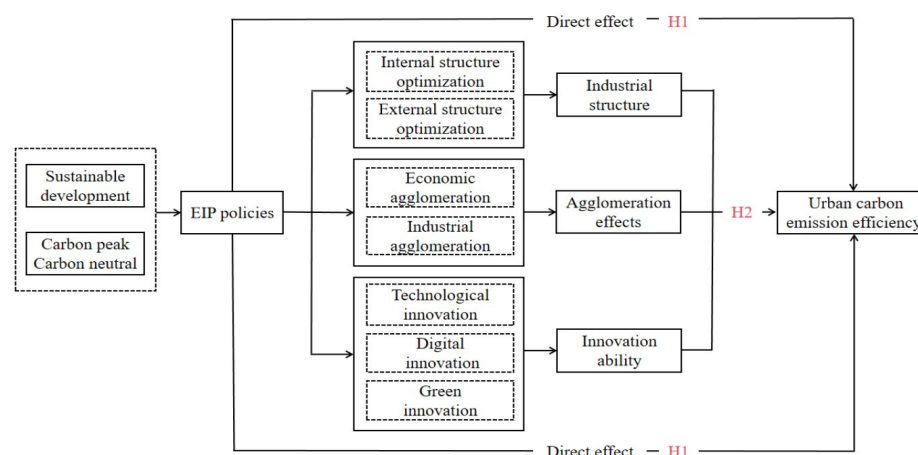 Direct effect H1
Internal structure
optimization
External structure
optimization
Industrial
structure
Sustainable
development
Carbon peak
Carbon neutral
EIP policies
Economic
agglomeration
Industrial
agglomeration
Agglomeration
effects
H2
Urban carbon
emission efficiency
Technological
innovation
Digital
innovation
Green
innovation
Innovation
ability
Direct effect H1